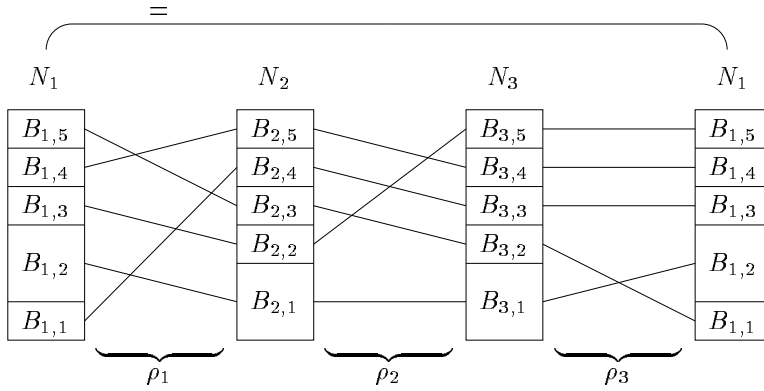 =
N_1 N_2 N_3 N_1
B_{1,5} B_{2,5} B_{3,5} B_{1,5}
B_{1,4} B_{2,4} B_{3,4} B_{1,4}
B_{1,3} B_{2,3} B_{3,3} B_{1,3}
B_{2,2} B_{3,2}
B_{1,2} B_{1,2}
B_{2,1} B_{3,1}
B_{1,1} B_{1,1}
ρ_1 ρ_2 ρ_3